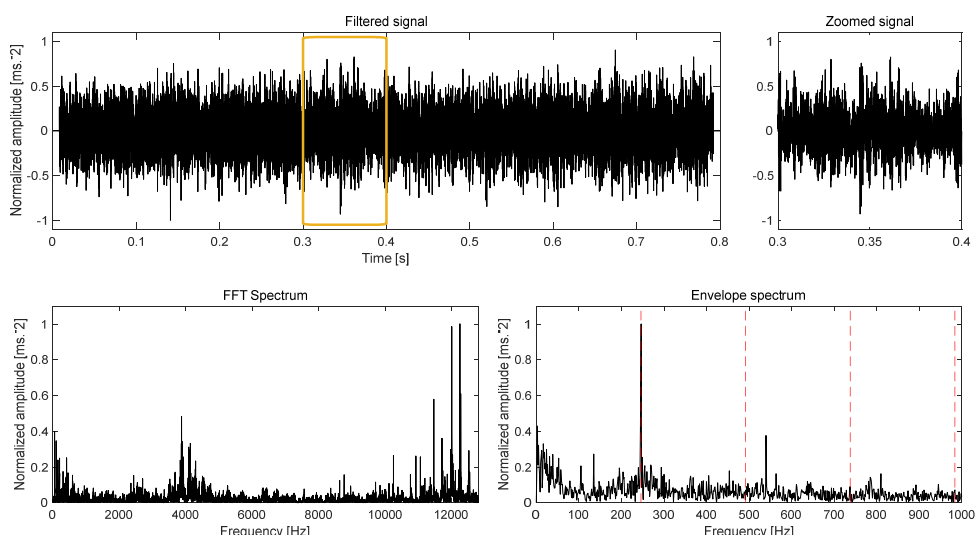 Filtered signal
Normalized amplitude [ms.ˉ2]
1
0.5
0
-0.5
-1
0 0.1 0.2 0.3 0.4 0.5 0.6 0.7 0.8
Time [s]
Zoomed signal
1
0.5
0
-0.5
-1
0.3 0.35 0.4
FFT Spectrum
Normalized amplitude [ms.ˉ2]
1
0.8
0.6
0.4
0.2
0
0 2000 4000 6000 8000 10000 12000
Frequency [Hz]
Envelope spectrum
Normalized amplitude [ms.ˉ2]
1
0.8
0.6
0.4
0.2
0
0 100 200 300 400 500 600 700 800 900 1000
Frequency [Hz]